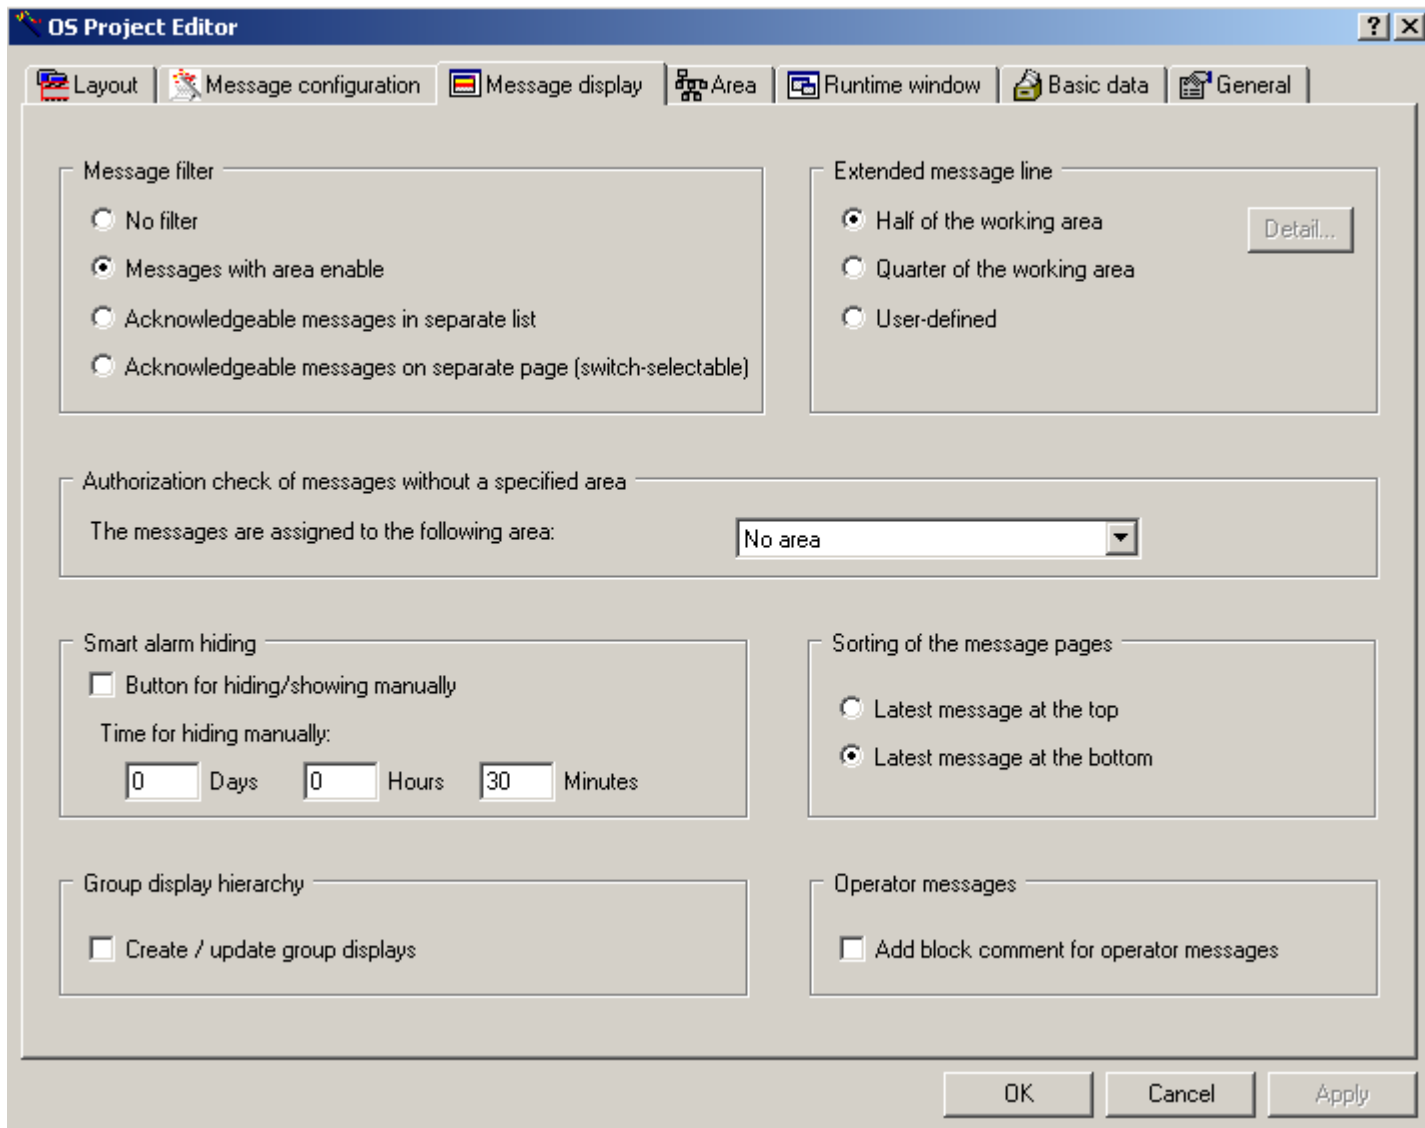 OS Project Editor
Layout
Message configuration
Message display
Area
Runtime window
Basic data
General
Message filter
No filter
Messages with area enable
Acknowledgeable messages in separate list
Acknowledgeable messages on separate page (switch-selectable)
Extended message line
Half of the working area
Detail...
Quarter of the working area
User-defined
Authorization check of messages without a specified area
The messages are assigned to the following area:
No area
Smart alarm hiding
Button for hiding/showing manually
Time for hiding manually:
0 Days 0 Hours 30 Minutes
Sorting of the message pages
Latest message at the top
Latest message at the bottom
Group display hierarchy
Create / update group displays
Operator messages
Add block comment for operator messages
OK
Cancel
Apply